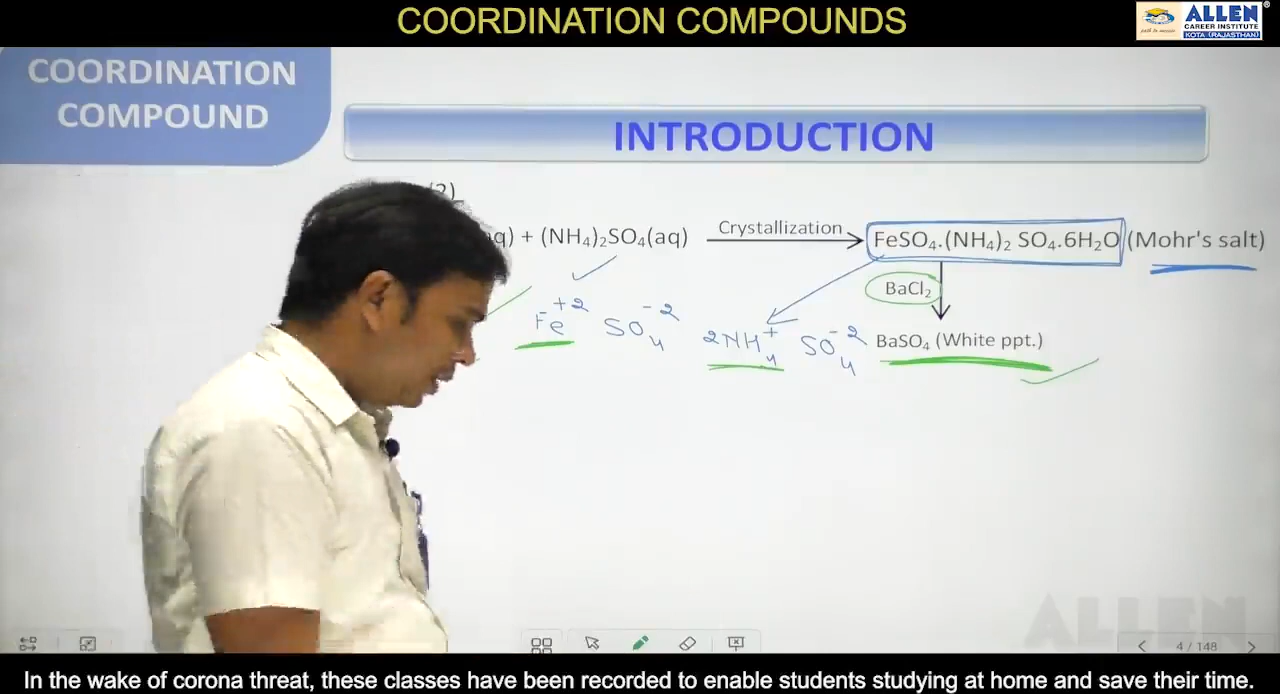 COORDINATION COMPOUNDS
ALLEN
CAREER INSTITUTE
KOTA (RAJASTHAN)
COORDINATION
COMPOUND
INTRODUCTION
2)
q) + (NH₄)₂SO₄(aq) Crystallization FeSO₄.(NH₄)₂ SO₄.6H₂O (Mohr's salt)
BaCl₂
Fe⁺² SO₄⁻² 2NH₄⁺ SO₄⁻² BaSO₄ (White ppt.)
ALLEN
4 / 148
In the wake of corona threat, these classes have been recorded to enable students studying at home and save their time.